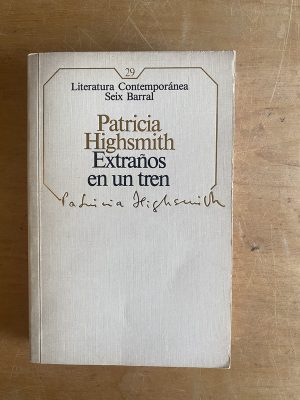 29
Literatura Contemporánea
Seix Barral
Patricia
Highsmith
Extraños
en un tren
Patricia Highsmith